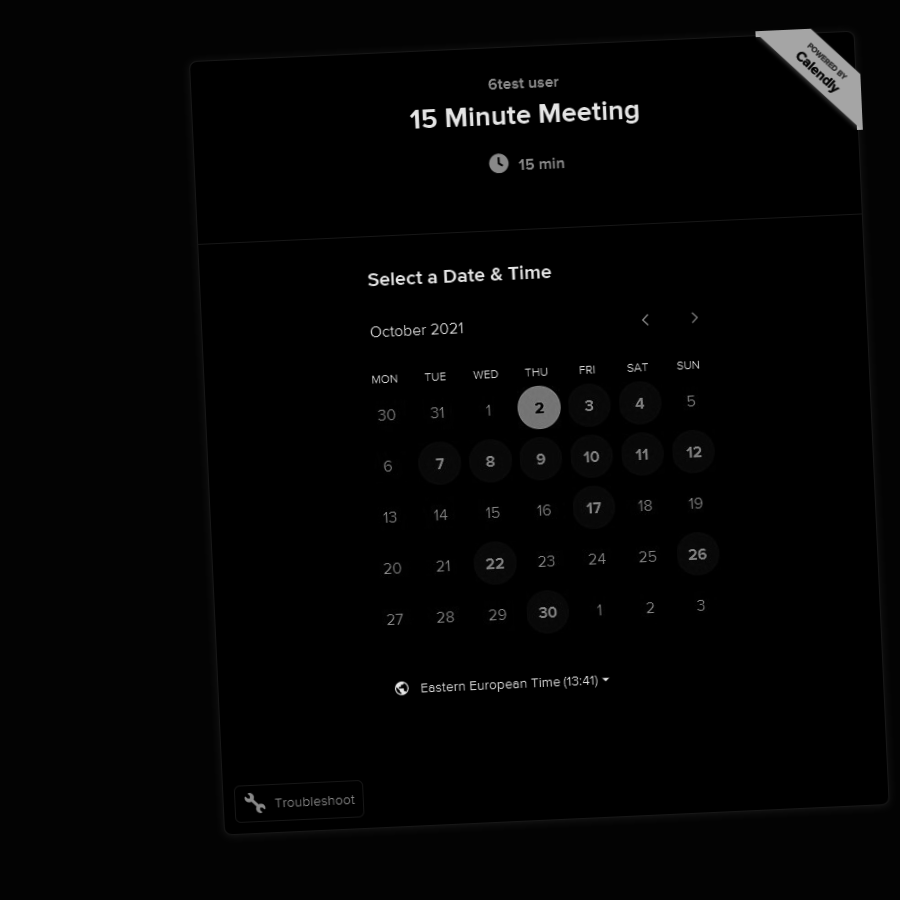 POWERED BY
Calendly
6test user
15 Minute Meeting
15 min
Select a Date & Time
October 2021
MON TUE WED THU FRI SAT SUN
30 31 1 2 3 4 5
6 7 8 9 10 11 12
13 14 15 16 17 18 19
20 21 22 23 24 25 26
27 28 29 30 1 2 3
Eastern European Time (13:41)
Troubleshoot